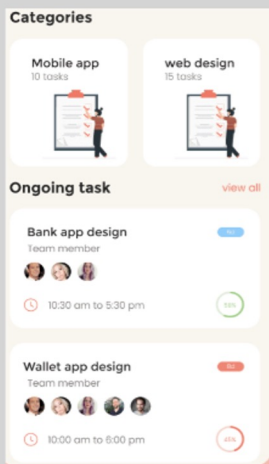 Categories
Mobile app
10 tasks
web design
15 tasks
Ongoing task
view all
Bank app design
Team member
10:30 am to 5:30 pm
Wallet app design
Team member
10:00 am to 6:00 pm
45%